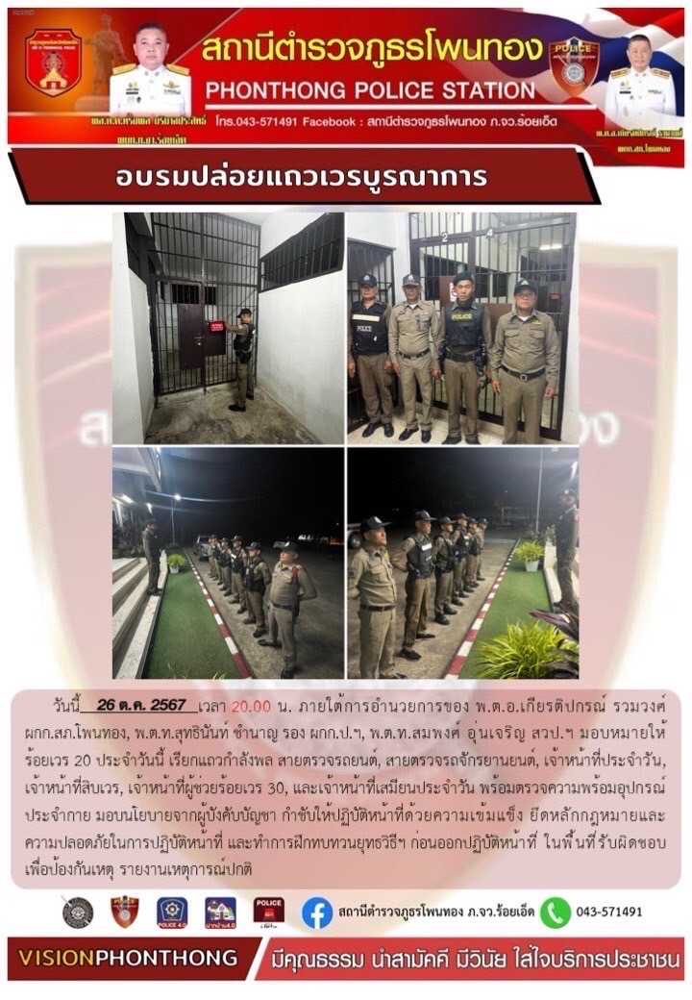 สถานีตำรวจภูธรโพนทอง
PHONTHONG POLICE STATION
โทร.043-571491 Facebook : สถานีตำรวจภูธรโพนทอง ภ.จว.ร้อยเอ็ด
ผบก.ภ.จว.ร้อยเอ็ด
ผกก.สภ.โพนทอง
POLICE
อบรมปล่อยแถวเวรบูรณาการ
2 4
POLICE
POLICE
วันนี้ 26 ต.ค. 2567 เวลา 20.00 น. ภายใต้การอำนวยการของ พ.ต.อ.เกียรติปกรณ์ รวมวงศ์
ผกก.สภ.โพนทอง, พ.ต.ท.สุทธินันท์ ชำนาญ รอง ผกก.ป.ฯ, พ.ต.ท.สมพงศ์ อุ่นเจริญ สวป.ฯ มอบหมายให้
ร้อยเวร 20 ประจำวันนี้ เรียกแถวกำลังพล สายตรวจรถยนต์, สายตรวจรถจักรยานยนต์, เจ้าหน้าที่ประจำวัน,
เจ้าหน้าที่สิบเวร, เจ้าหน้าที่ผู้ช่วยร้อยเวร 30, และเจ้าหน้าที่เสมียนประจำวัน พร้อมตรวจความพร้อมอุปกรณ์
ประจำกาย มอบนโยบายจากผู้บังคับบัญชา กำชับให้ปฏิบัติหน้าที่ด้วยความเข้มแข็ง ยึดหลักกฎหมายและ
ความปลอดภัยในการปฏิบัติหน้าที่ และทำการฝึกทบทวนยุทธวิธีฯ ก่อนออกปฏิบัติหน้าที่ ในพื้นที่รับผิดชอบ
เพื่อป้องกันเหตุ รายงานเหตุการณ์ปกติ
POLICE 4.0
POLICE
สถานีตำรวจภูธรโพนทอง ภ.จว.ร้อยเอ็ด 043-571491
VISIONPHONTHONG มีคุณธรรม นำสามัคคี มีวินัย ใส่ใจบริการประชาชน